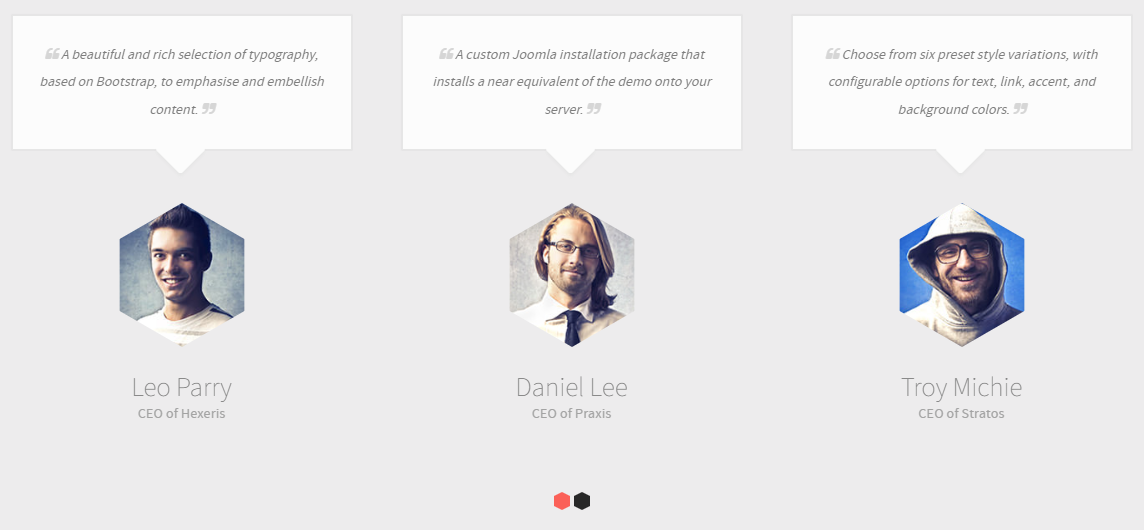 ❝ A beautiful and rich selection of typography,
based on Bootstrap, to emphasise and embellish
content. ❞
❝ A custom Joomla installation package that
installs a near equivalent of the demo onto your
server. ❞
❝ Choose from six preset style variations, with
configurable options for text, link, accent, and
background colors. ❞
Leo Parry
CEO of Hexeris
Daniel Lee
CEO of Praxis
Troy Michie
CEO of Stratos